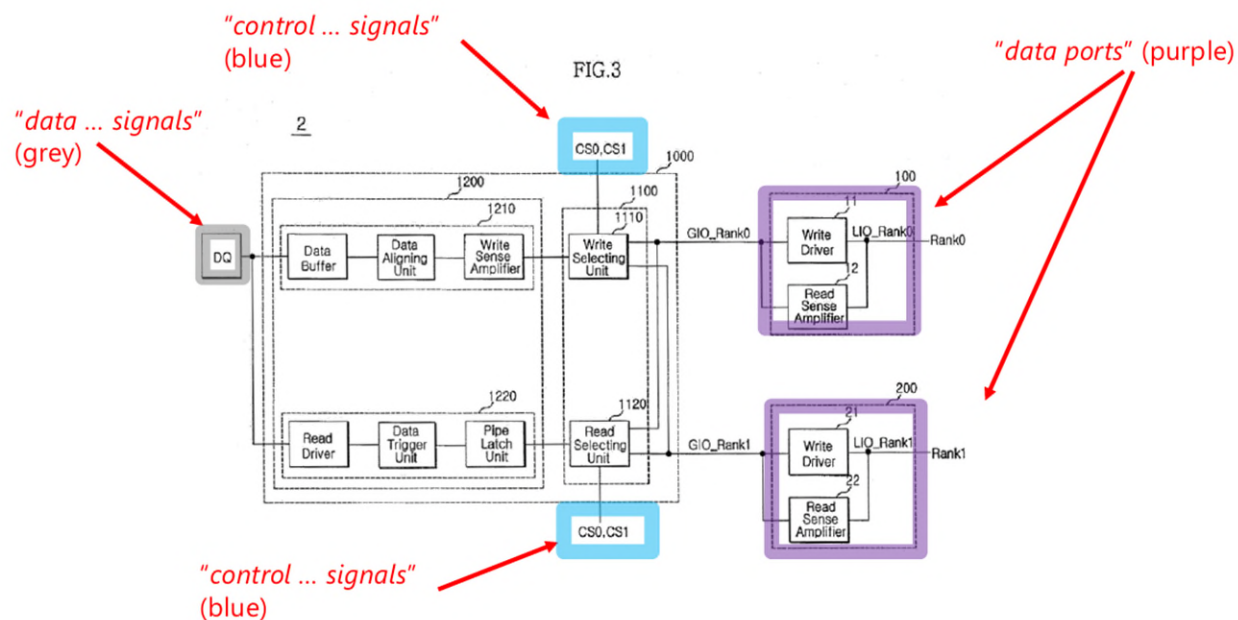 "control ... signals"
(blue)
"data ports" (purple)
FIG.3
"data ... signals"
(grey)
2
CS0,CS1
1000
1200
1100
100
1210
1110
11
DQ
Data
Buffer
Data
Aligning
Unit
Write
Sense
Amplifier
Write
Selecting
Unit
GIO_Rank0
Write
Driver
LIO_Rank0
Rank0
12
Read
Sense
Amplifier
1220
1120
200
21
Read
Driver
Data
Trigger
Unit
Pipe
Latch
Unit
Read
Selecting
Unit
GIO_Rank1
Write
Driver
LIO_Rank1
Rank1
22
Read
Sense
Amplifier
CS0,CS1
"control ... signals"
(blue)